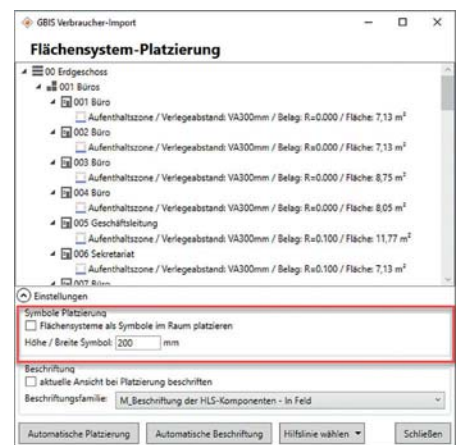 GBIS Verbraucher-Import
Flächensystem-Platzierung
00 Erdgeschoss
001 Büros
001 Büro
Aufenthaltszone / Verlegeabstand: VA300mm / Belag: R=0.000 / Fläche: 7,13 m²
002 Büro
Aufenthaltszone / Verlegeabstand: VA300mm / Belag: R=0.000 / Fläche: 7,13 m²
003 Büro
Aufenthaltszone / Verlegeabstand: VA300mm / Belag: R=0.000 / Fläche: 8,75 m²
004 Büro
Aufenthaltszone / Verlegeabstand: VA300mm / Belag: R=0.000 / Fläche: 8,05 m²
005 Geschäftsleitung
Aufenthaltszone / Verlegeabstand: VA300mm / Belag: R=0.100 / Fläche: 11,77 m²
006 Sekretariat
Aufenthaltszone / Verlegeabstand: VA300mm / Belag: R=0.100 / Fläche: 7,13 m²
007 Büro
Einstellungen
Symbole Platzierung
Flächensysteme als Symbole im Raum platzieren
Höhe / Breite Symbol: 200 mm
Beschriftung
aktuelle Ansicht bei Platzierung beschriften
Beschriftungsfamilie: M_Beschriftung der HLS-Komponenten - In Feld
Automatische Platzierung Automatische Beschriftung Hilfslinie wählen Schließen